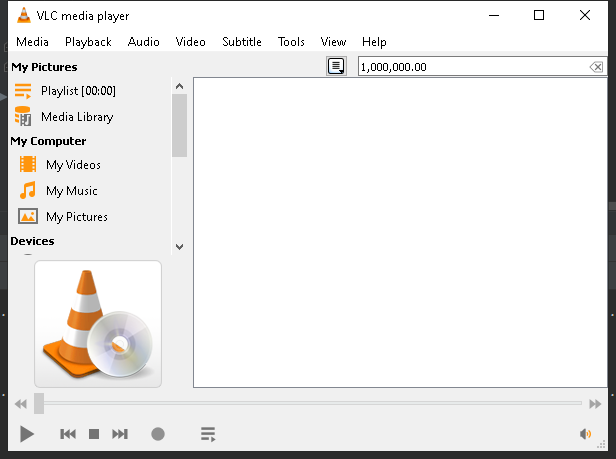 VLC media player
Media Playback Audio Video Subtitle Tools View Help
My Pictures
1,000,000.00
Playlist [00:00]
Media Library
My Computer
My Videos
My Music
My Pictures
Devices